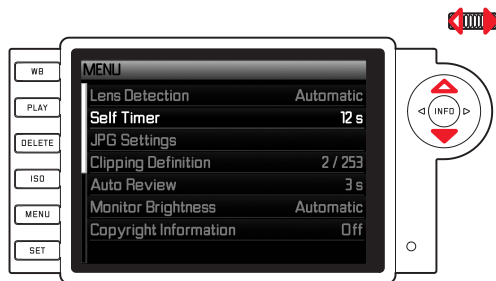 WB
PLAY
DELETE
ISO
MENU
SET
MENU
Lens Detection Automatic
Self Timer 12 s
JPG Settings
Clipping Definition 2 / 253
Auto Review 3 s
Monitor Brightness Automatic
Copyright Information Off
INFO